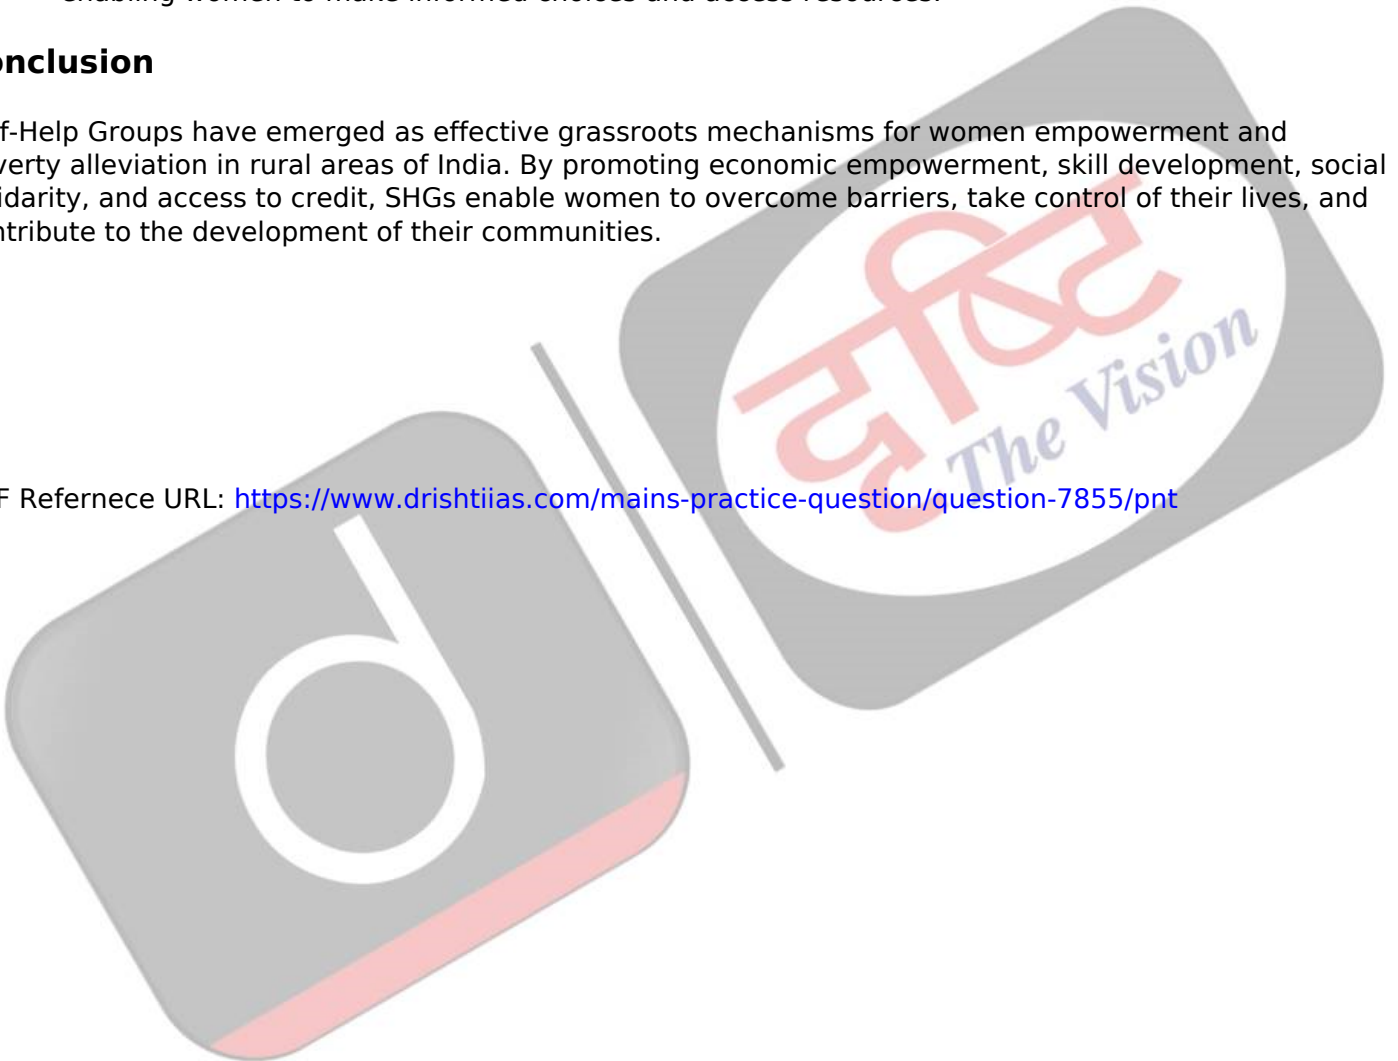 enabling women to make informed choices and access resources.
onclusion
f-Help Groups have emerged as effective grassroots mechanisms for women empowerment and
verty alleviation in rural areas of India. By promoting economic empowerment, skill development, social
idarity, and access to credit, SHGs enable women to overcome barriers, take control of their lives, and
ntribute to the development of their communities.
दृष्टि
The Vision
F Refernece URL: https://www.drishtiias.com/mains-practice-question/question-7855/pnt
d